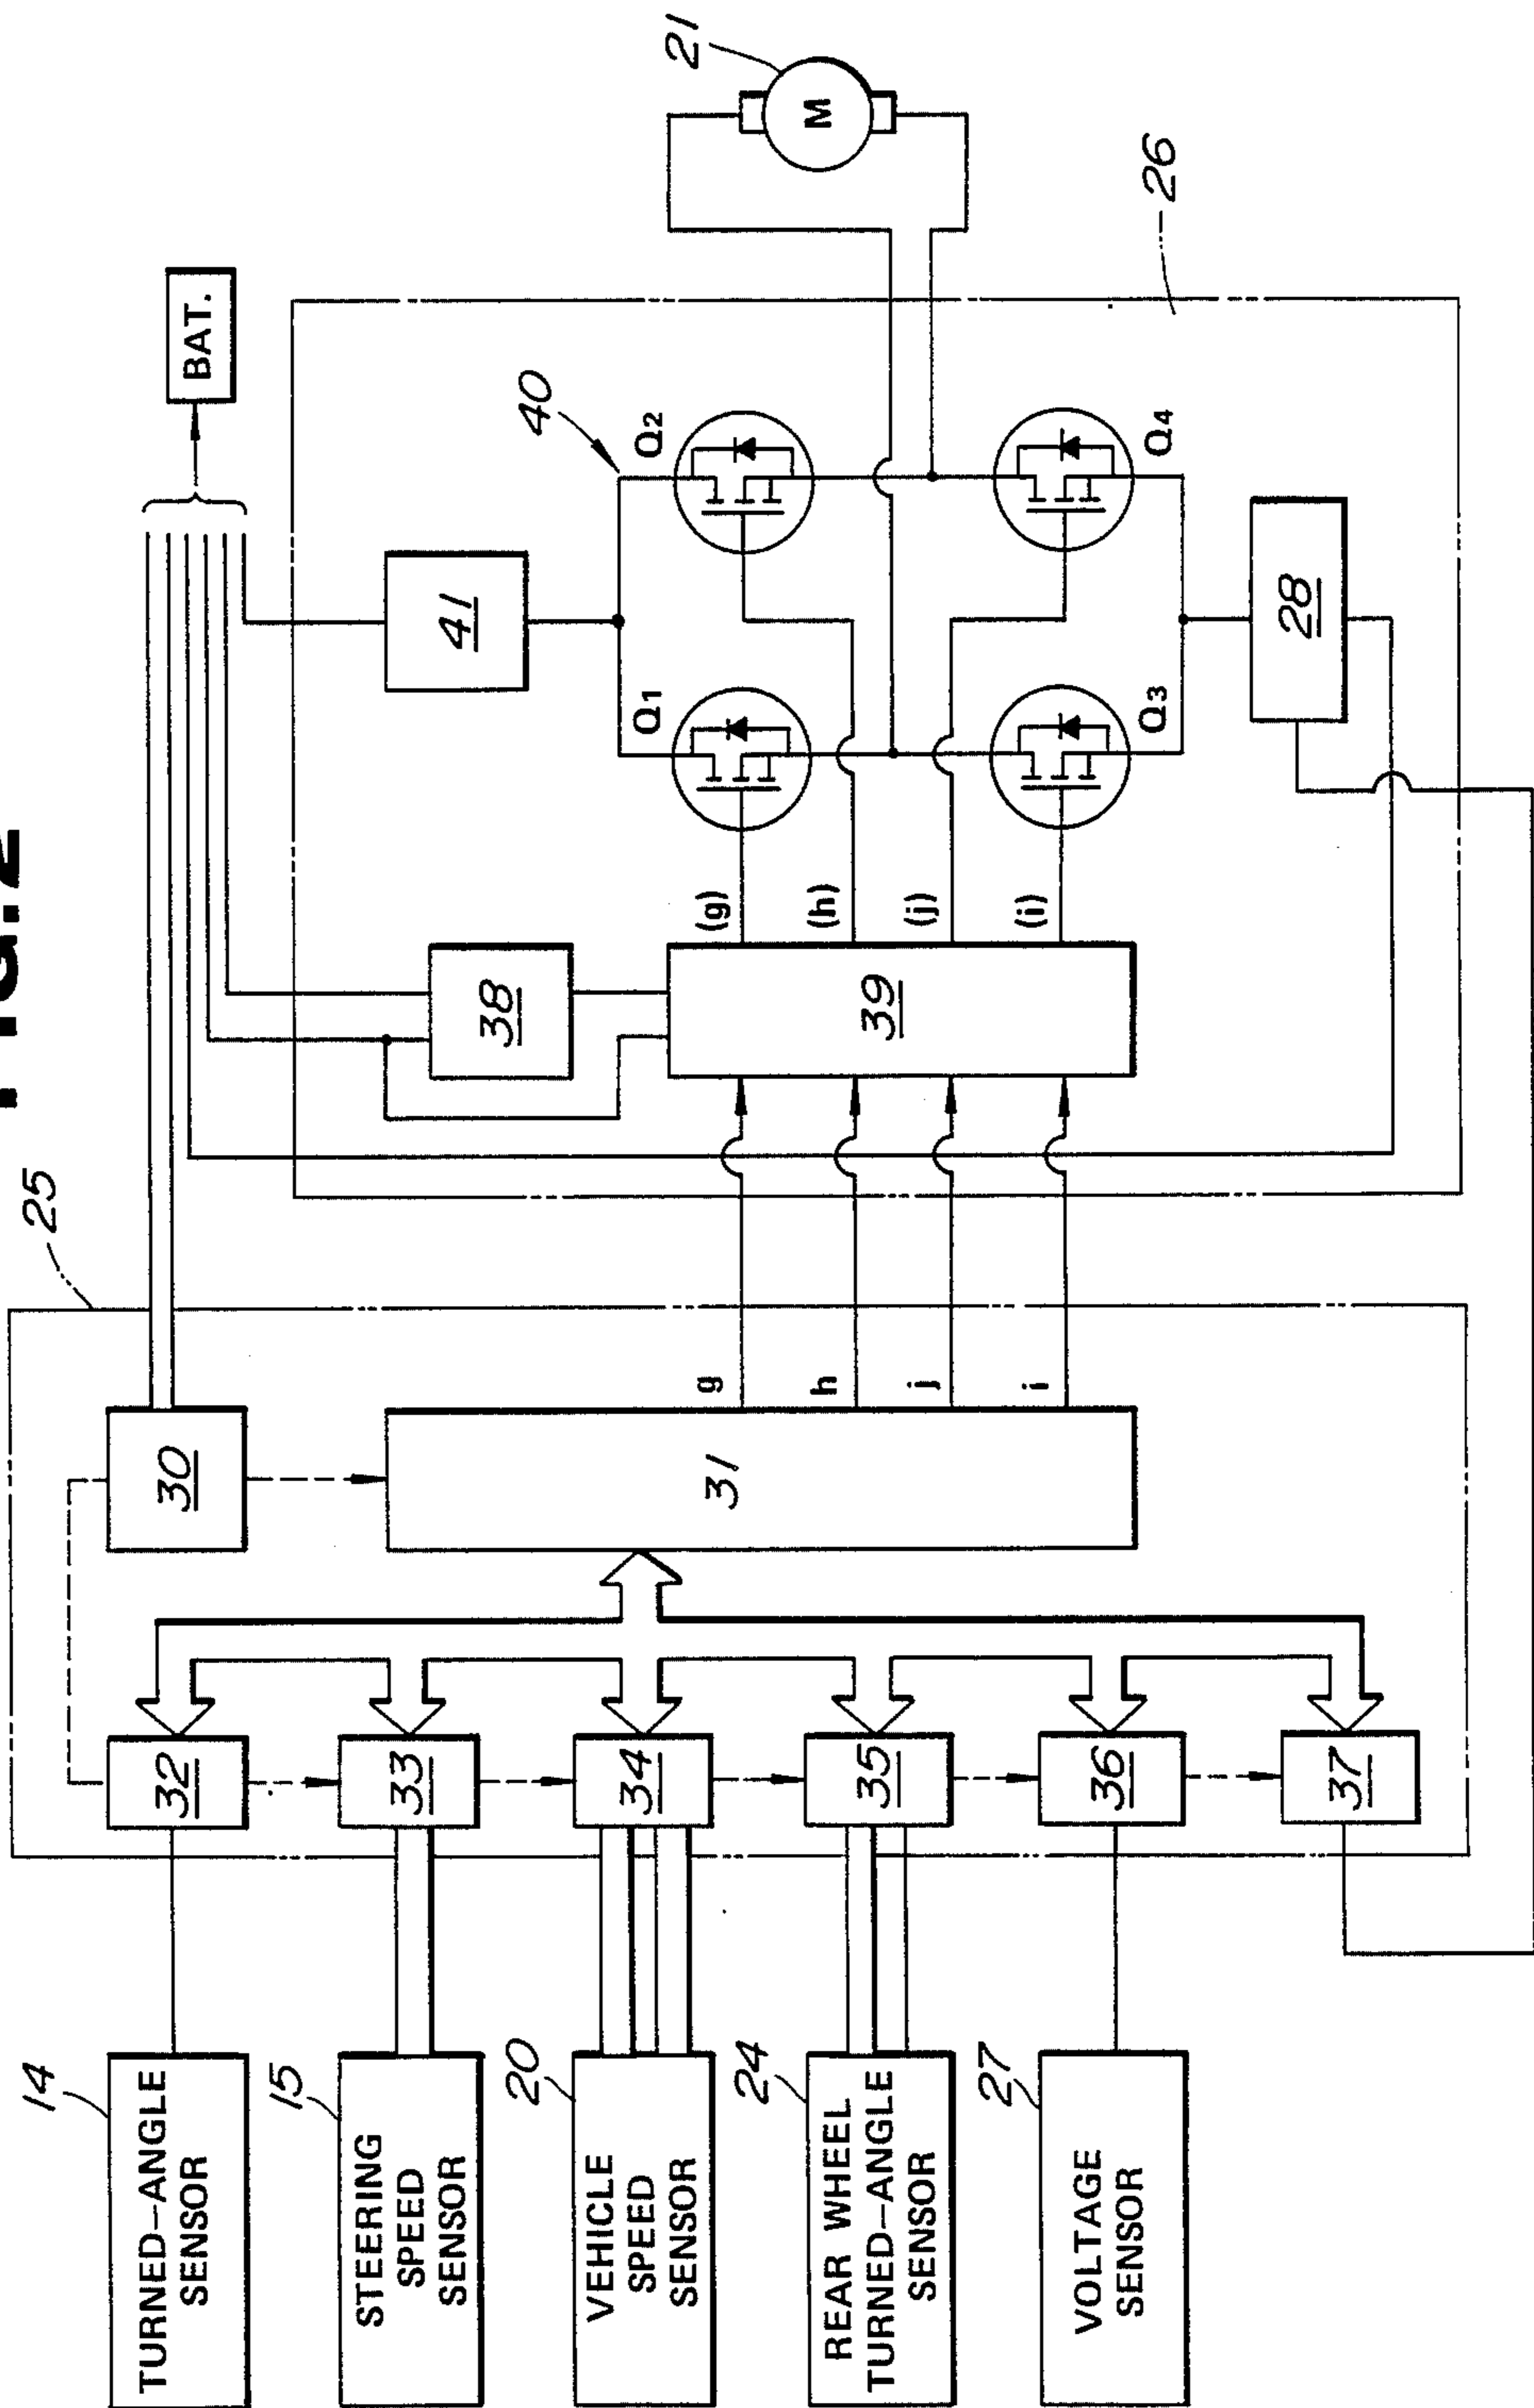 FIG.2
25
14
TURNED-ANGLE
SENSOR
15
STEERING
SPEED
SENSOR
20
VEHICLE
SPEED
SENSOR
24
REAR WHEEL
TURNED-ANGLE
SENSOR
27
VOLTAGE
SENSOR
32
33
34
35
36
37
30
31
g
h
j
i
38
39
(g)
(h)
(j)
(i)
BAT.
41
40
Q1
Q2
Q3
Q4
28
26
21
M